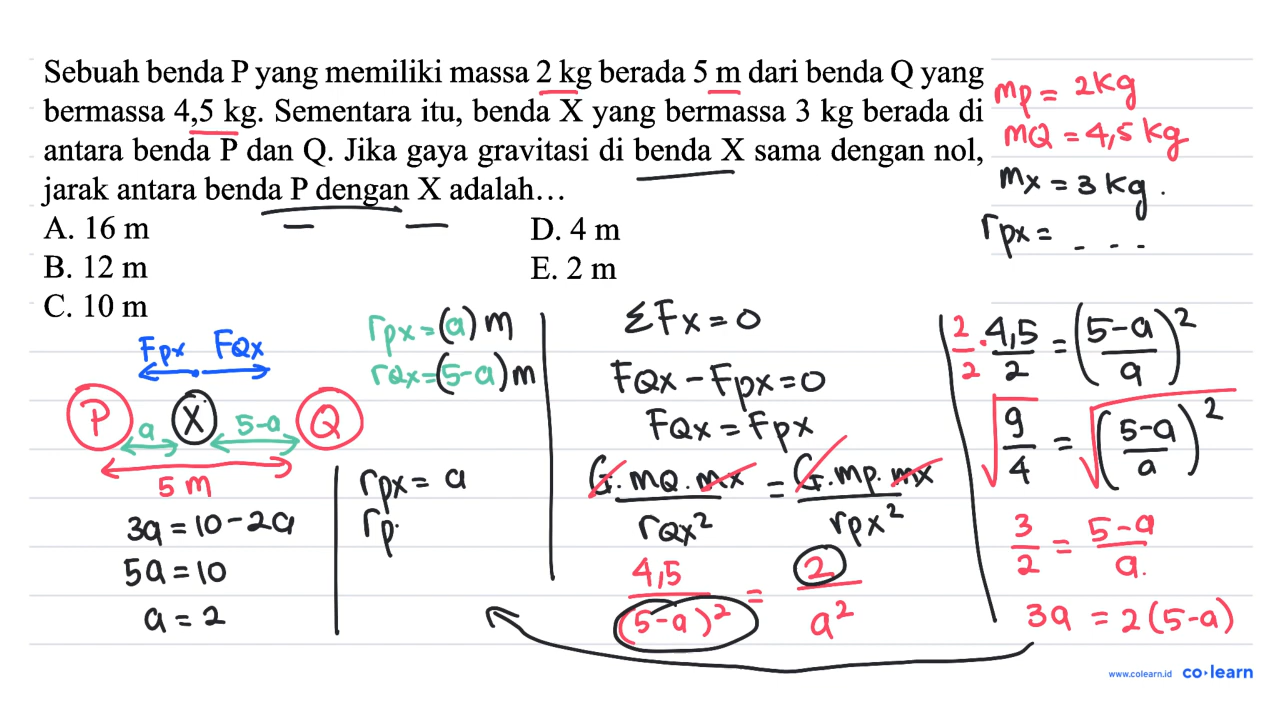 Sebuah benda P yang memiliki massa 2 kg berada 5 m dari benda Q yang
bermassa 4,5 kg. Sementara itu, benda X yang bermassa 3 kg berada di
antara benda P dan Q. Jika gaya gravitasi di benda X sama dengan nol,
jarak antara benda P dengan X adalah…
A. 16 m
B. 12 m
C. 10 m
D. 4 m
E. 2 m
mp = 2kg
mQ = 4,5 kg
mx = 3 kg.
rpx = - - -
Fpx FQx
P a X 5-a Q
5 m
rpx = (a) m
rQx = (5-a) m
ΣFx = 0
FQx - Fpx = 0
FQx = Fpx
G. mQ. mx / rQx² = G. mp. mx / rpx²
4,5 / (5-a)² = 2 / a²
2/2 . 4,5/2 = ((5-a)/a)²
√(9/4) = √((5-a)/a)²
3/2 = (5-a)/a.
3a = 2(5-a)
3a = 10 - 2a
5a = 10
a = 2
rpx = a
rp
www.colearn.id co·learn